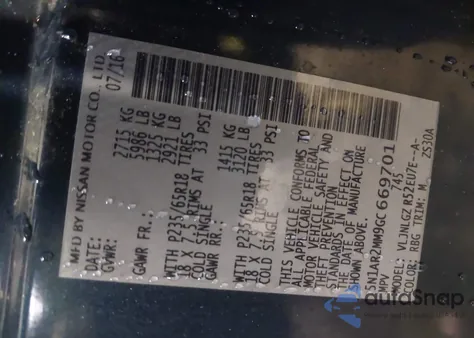 MFD BY NISSAN MOTOR CO. LTD
DATE: 07/16
GVWR: 2715 KG
5986 LB
GAWR FR.: 1325 KG
2921 LB
WITH P235/65R18 TIRES
18 X 7.5 RIMS AT 33 PSI
COLD SINGLE
GAWR RR.: 1415 KG
3120 LB
WITH P235/65R18 TIRES
18 X RIMS AT 33 PSI
COLD SINGLE
THIS VEHICLE CONFORMS TO
ALL APPLICABLE FEDERAL
MOTOR VEHICLE SAFETY AND
THEFT PREVENTION
STANDARDS IN EFFECT ON
THE DATE OF MANUFACTURE
SHOWN ABOVE.
5N1AR2MM9GC669701
MPV 745
MODEL: VLJNLGZ R52EU7E--A-
COLOR: RBG TRIM: M ZS30A
autoSnap